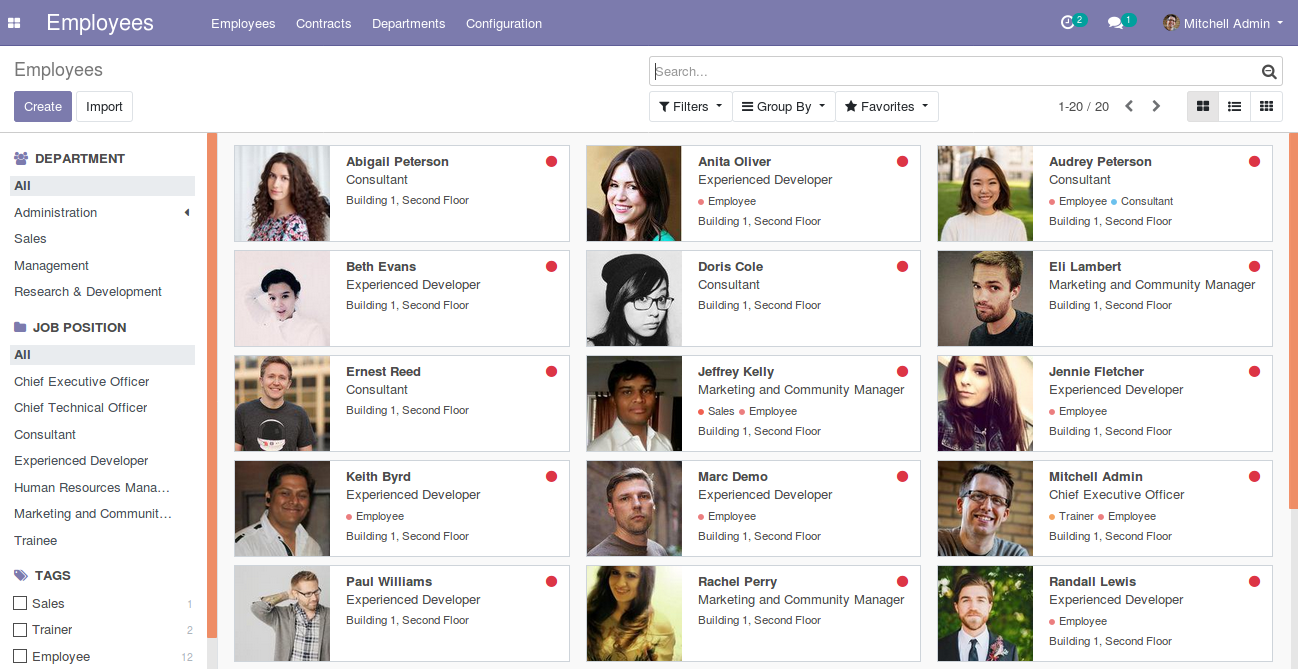 Employees Employees Contracts Departments Configuration 2 1 Mitchell Admin
Employees
Search...
Create Import
Filters Group By Favorites 1-20 / 20
DEPARTMENT
All
Administration
Sales
Management
Research & Development
JOB POSITION
All
Chief Executive Officer
Chief Technical Officer
Consultant
Experienced Developer
Human Resources Mana…
Marketing and Communit…
Trainee
TAGS
Sales 1
Trainer 2
Employee 12
Abigail Peterson
Consultant
Building 1, Second Floor
Anita Oliver
Experienced Developer
Employee
Building 1, Second Floor
Audrey Peterson
Consultant
Employee Consultant
Building 1, Second Floor
Beth Evans
Experienced Developer
Building 1, Second Floor
Doris Cole
Consultant
Building 1, Second Floor
Eli Lambert
Marketing and Community Manager
Building 1, Second Floor
Ernest Reed
Consultant
Building 1, Second Floor
Jeffrey Kelly
Marketing and Community Manager
Sales Employee
Building 1, Second Floor
Jennie Fletcher
Experienced Developer
Employee
Building 1, Second Floor
Keith Byrd
Experienced Developer
Employee
Building 1, Second Floor
Marc Demo
Experienced Developer
Employee
Building 1, Second Floor
Mitchell Admin
Chief Executive Officer
Trainer Employee
Building 1, Second Floor
Paul Williams
Experienced Developer
Building 1, Second Floor
Rachel Perry
Marketing and Community Manager
Building 1, Second Floor
Randall Lewis
Experienced Developer
Employee
Building 1, Second Floor